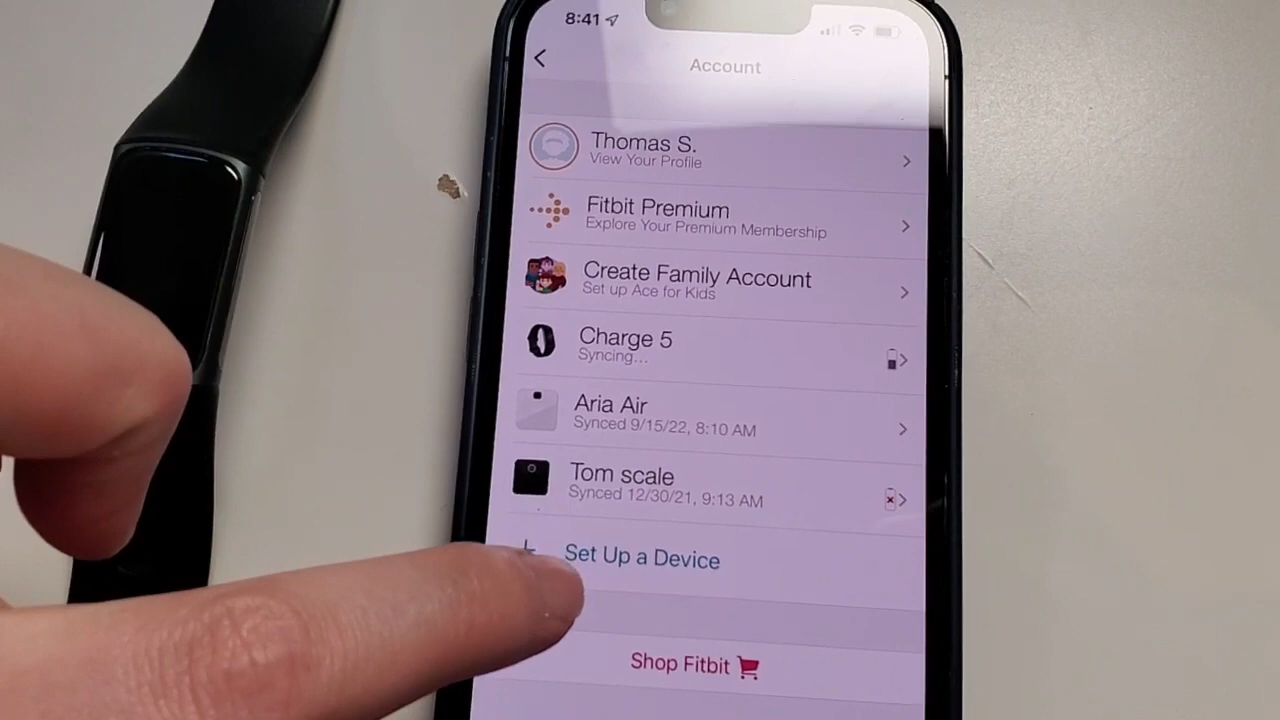 8:41
Account
Thomas S.
View Your Profile
Fitbit Premium
Explore Your Premium Membership
Create Family Account
Set up Ace for Kids
Charge 5
Syncing...
Aria Air
Synced 9/15/22, 8:10 AM
Tom scale
Synced 12/30/21, 9:13 AM
Set Up a Device
Shop Fitbit